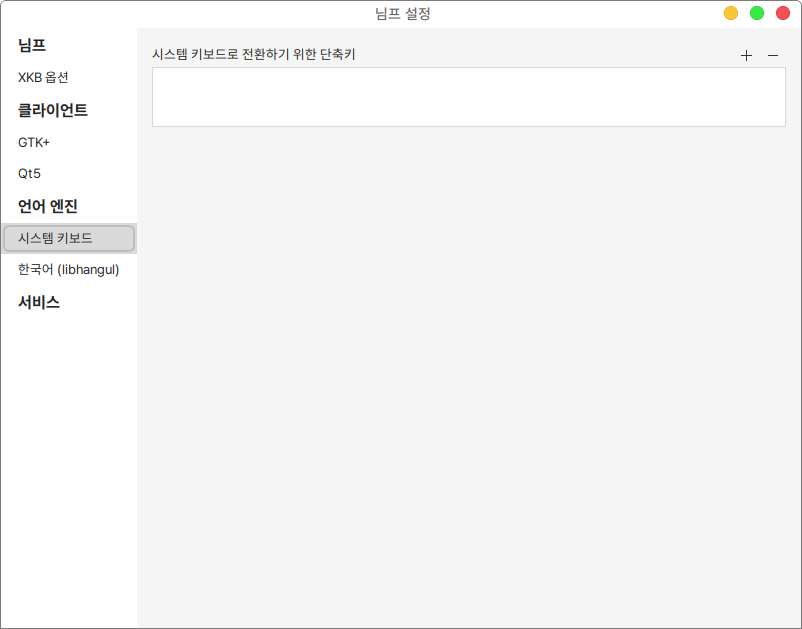 님프 설정
님프
XKB 옵션
클라이언트
GTK+
Qt5
언어 엔진
시스템 키보드
한국어 (libhangul)
서비스
시스템 키보드로 전환하기 위한 단축키